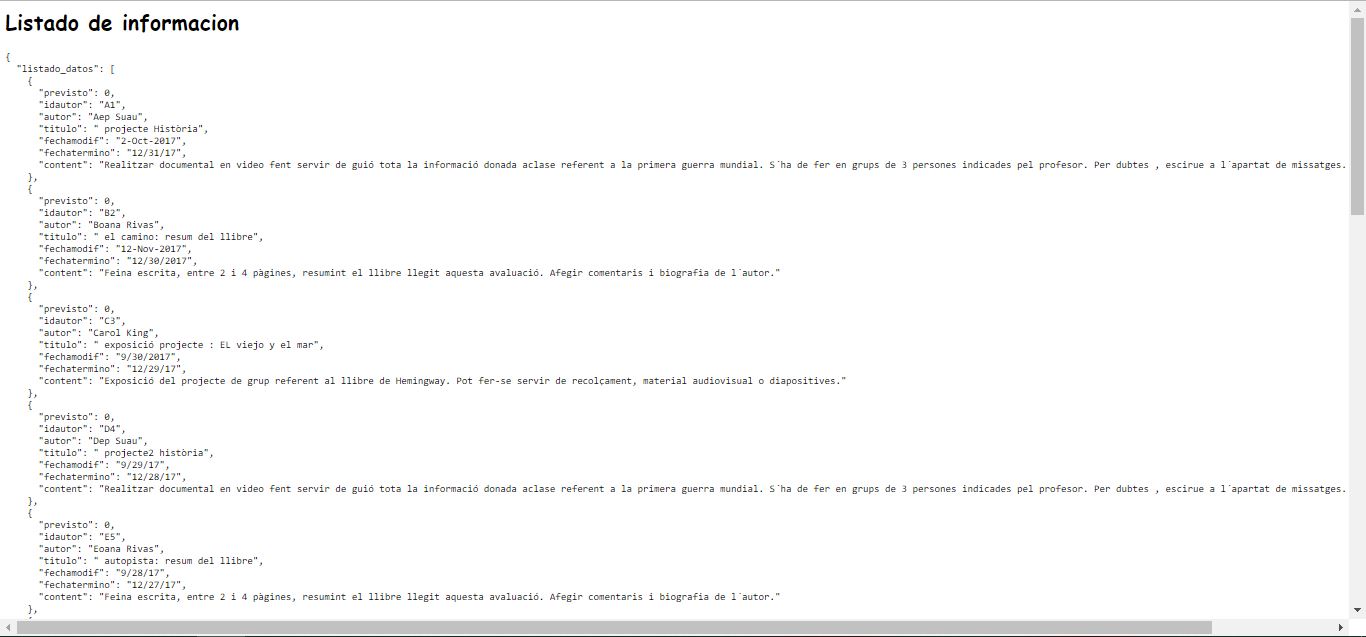 Listado de informacion
{
  "listado_datos": [
    {
      "previsto": 0,
      "idautor": "A1",
      "autor": "Aep Suau",
      "titulo": " projecte Història",
      "fechamodif": "2-Oct-2017",
      "fechatermino": "12/31/17",
      "content": "Realitzar documental en video fent servir de guió tota la informació donada aclase referent a la primera guerra mundial. S´ha de fer en grups de 3 persones indicades pel profesor. Per dubtes , escirue a l´apartat de missatges.
    },
    {
      "previsto": 0,
      "idautor": "B2",
      "autor": "Boana Rivas",
      "titulo": " el camino: resum del llibre",
      "fechamodif": "12-Nov-2017",
      "fechatermino": "12/30/2017",
      "content": "Feina escrita, entre 2 i 4 pàgines, resumint el llibre llegit aquesta avaluació. Afegir comentaris i biografia de l´autor."
    },
    {
      "previsto": 0,
      "idautor": "C3",
      "autor": "Carol King",
      "titulo": " exposició projecte : EL viejo y el mar",
      "fechamodif": "9/30/2017",
      "fechatermino": "12/29/17",
      "content": "Exposició del projecte de grup referent al llibre de Hemingway. Pot fer-se servir de recolçament, material audiovisual o diapositives."
    },
    {
      "previsto": 0,
      "idautor": "D4",
      "autor": "Dep Suau",
      "titulo": " projecte2 història",
      "fechamodif": "9/29/17",
      "fechatermino": "12/28/17",
      "content": "Realitzar documental en video fent servir de guió tota la informació donada aclase referent a la primera guerra mundial. S´ha de fer en grups de 3 persones indicades pel profesor. Per dubtes , escirue a l´apartat de missatges.
    },
    {
      "previsto": 0,
      "idautor": "E5",
      "autor": "Eoana Rivas",
      "titulo": " autopista: resum del llibre",
      "fechamodif": "9/28/17",
      "fechatermino": "12/27/17",
      "content": "Feina escrita, entre 2 i 4 pàgines, resumint el llibre llegit aquesta avaluació. Afegir comentaris i biografia de l´autor."
    },